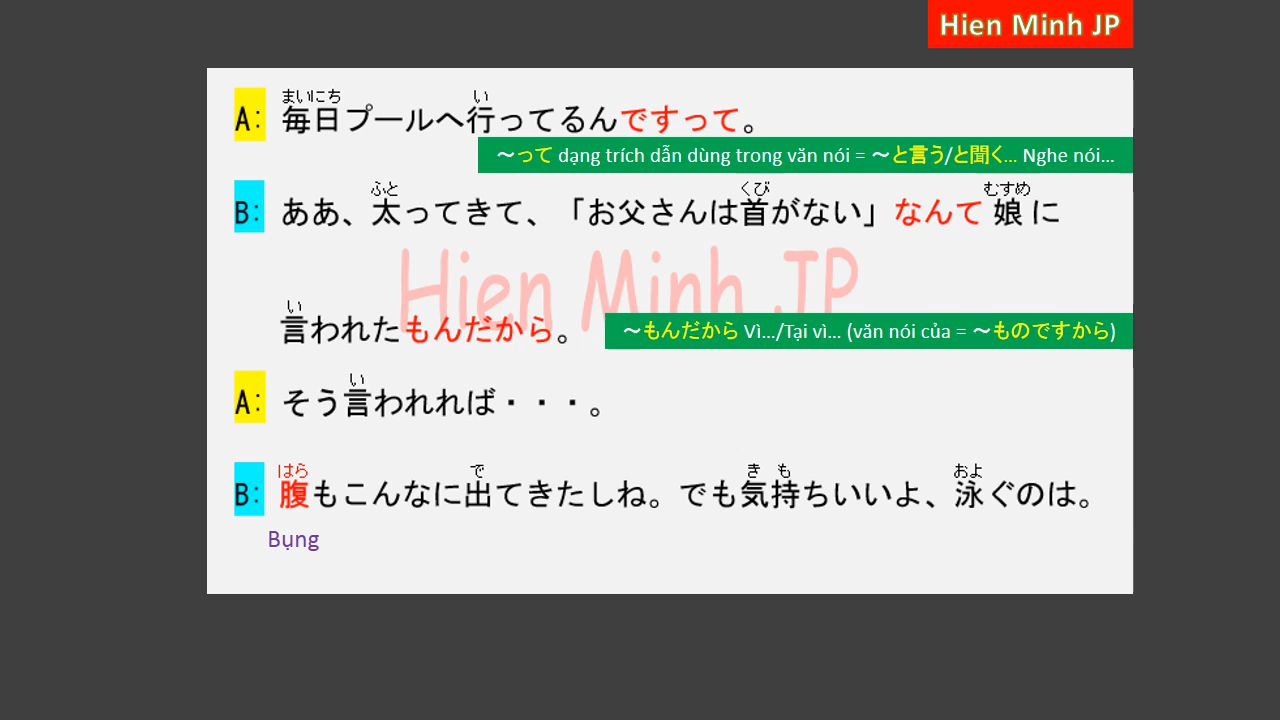 Hien Minh JP
まいにち い
A: 毎日プールへ行ってるんですって。
〜って dạng trích dẫn dùng trong văn nói = 〜と言う/と聞く... Nghe nói...
ふと くび むすめ
B: ああ、太ってきて、「お父さんは首がない」なんて娘に
Hien Minh JP
い
言われたもんだから。
〜もんだから Vì.../Tại vì... (văn nói của = 〜ものですから)
い
A: そう言われれば・・・。
はら で き も およ
B: 腹もこんなに出てきたしね。でも気持ちいいよ、泳ぐのは。
Bụng